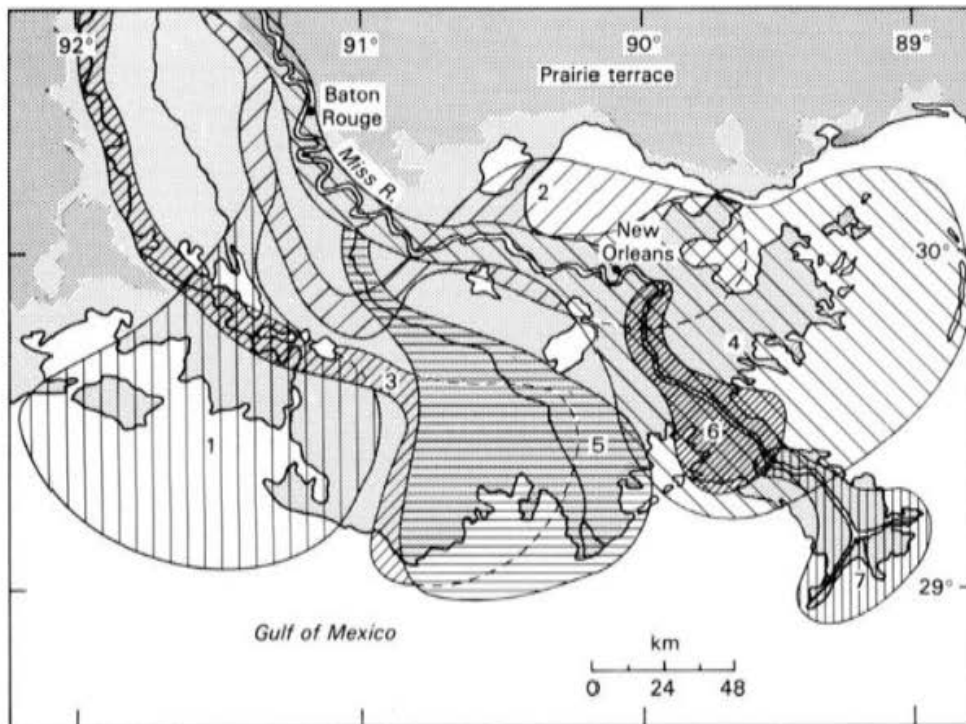 92°
91°
90°
89°
Prairie terrace
Baton
Rouge
Miss R.
2
New
Orleans
30°
4
3
1
5
6
7
29°
Gulf of Mexico
km
0 24 48